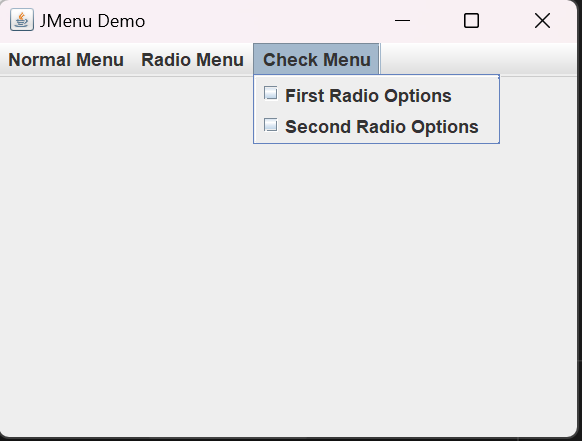 JMenu Demo
Normal Menu Radio Menu Check Menu
First Radio Options
Second Radio Options